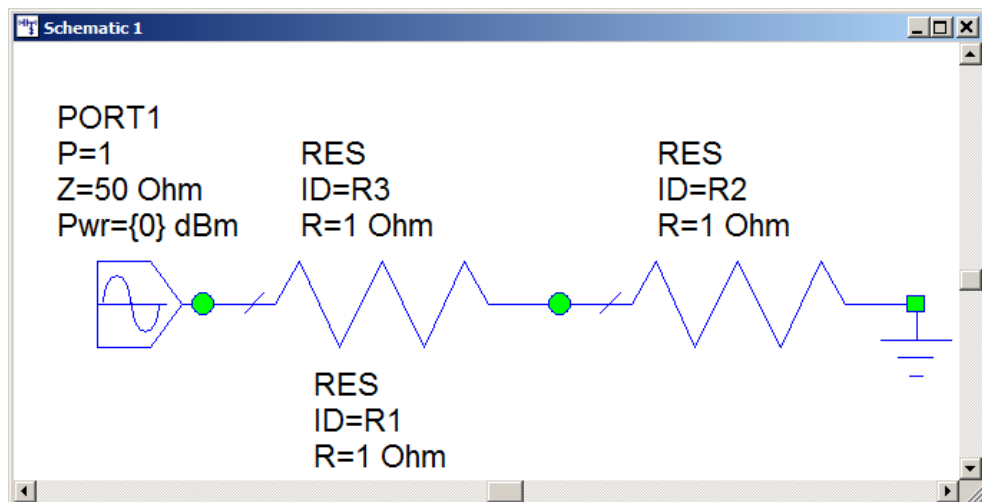 Schematic 1
PORT1
P=1
Z=50 Ohm
Pwr={0} dBm
RES
ID=R3
R=1 Ohm
RES
ID=R2
R=1 Ohm
RES
ID=R1
R=1 Ohm